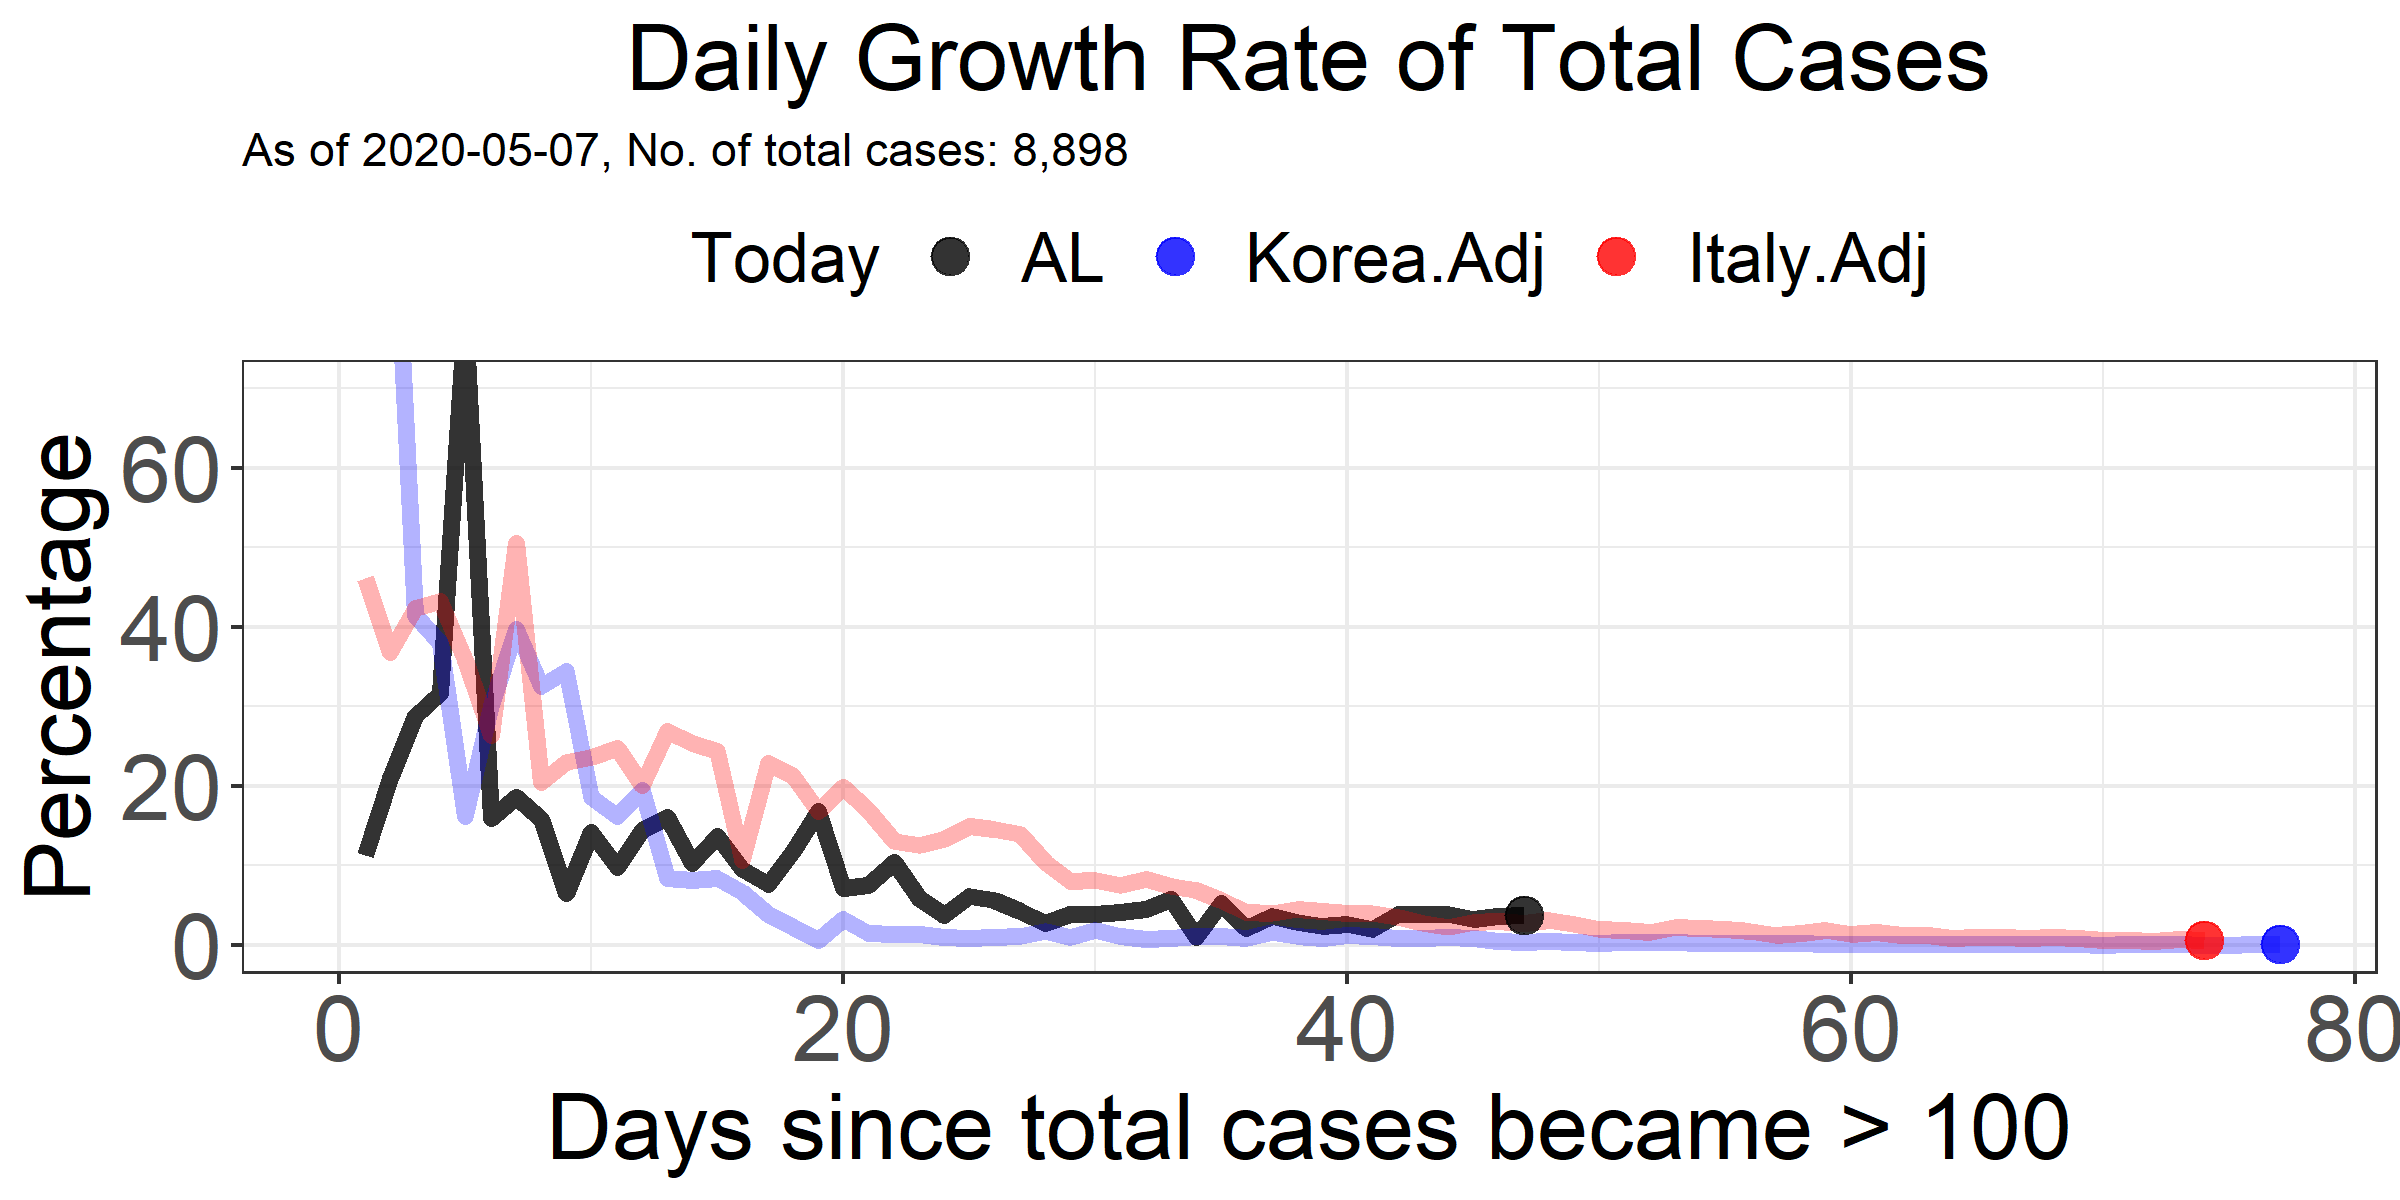 Daily Growth Rate of Total Cases
As of 2020-05-07, No. of total cases: 8,898
Today AL Korea.Adj Italy.Adj
Percentage
60
40
20
0
0 20 40 60 80
Days since total cases became > 100